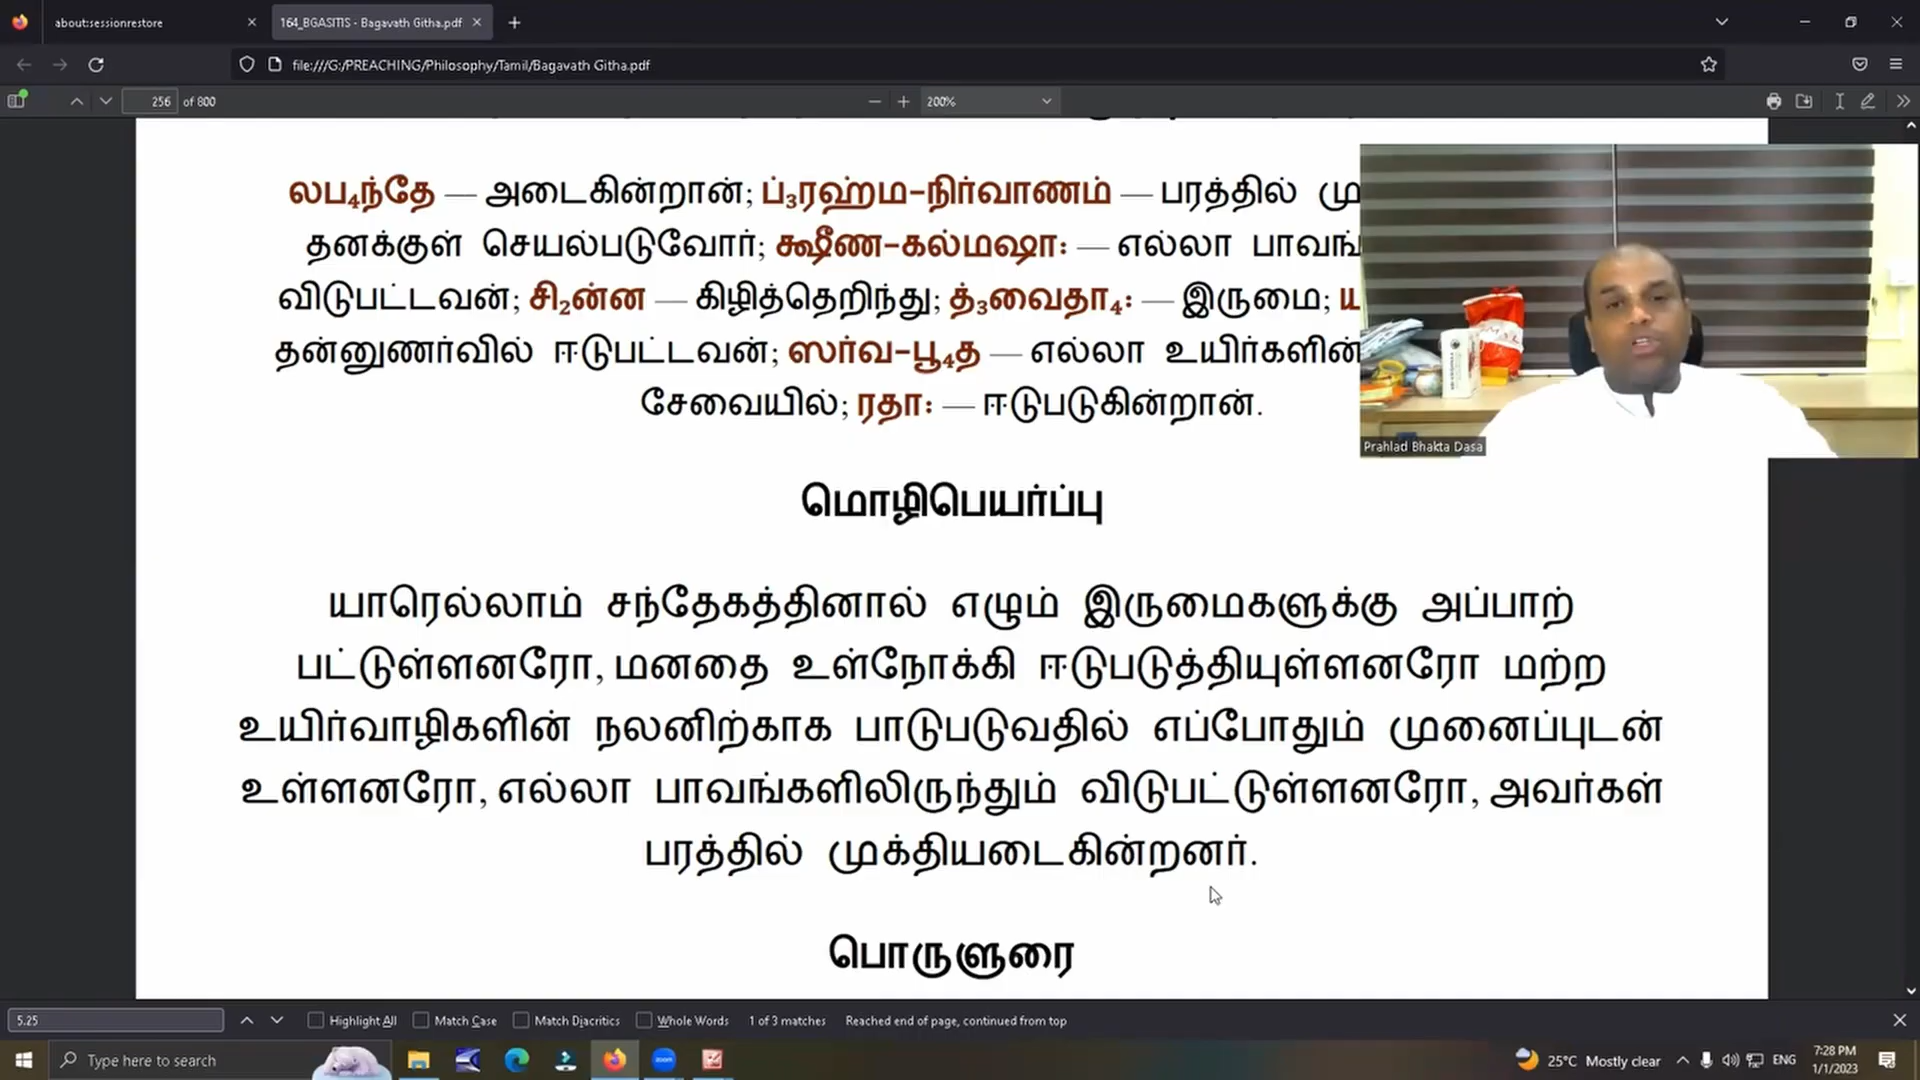 about:sessionrestore
164_BGASITIS - Bagavath Githa.pdf
file:///G:/PREACHING/Philosophy/Tamil/Bagavath Githa.pdf
256 of 800
200%
லப₄ந்தே — அடைகின்றான்; ப்₃ரஹ்ம-நிர்வாணம் — பரத்தில்
தனக்குள் செயல்படுவோர்; க்ஷீண-கல்மஷா: — எல்லா
விடுபட்டவன்; சி₂ன்ன — கிழித்தெறிந்து; த்₃வைதா₄: — இருமை;
தன்னுணர்வில் ஈடுபட்டவன்; ஸர்வ-பூ₄த — எல்லா உயிர்களின்
சேவையில்; ரதா: — ஈடுபடுகின்றான்.
Prahlad Bhakta Dasa
மொழிபெயர்ப்பு
யாரெல்லாம் சந்தேகத்தினால் எழும் இருமைகளுக்கு அப்பாற்
பட்டுள்ளனரோ, மனதை உள்நோக்கி ஈடுபடுத்தியுள்ளனரோ மற்ற
உயிர்வாழிகளின் நலனிற்காக பாடுபடுவதில் எப்போதும் முனைப்புடன்
உள்ளனரோ, எல்லா பாவங்களிலிருந்தும் விடுபட்டுள்ளனரோ, அவர்கள்
பரத்தில் முக்தியடைகின்றனர்.
பொருளுரை
5.25 Highlight All Match Case Match Diacritics Whole Words 1 of 3 matches Reached end of page, continued from top
Type here to search
zoom
25°C Mostly clear ENG 7:28 PM
1/1/2023